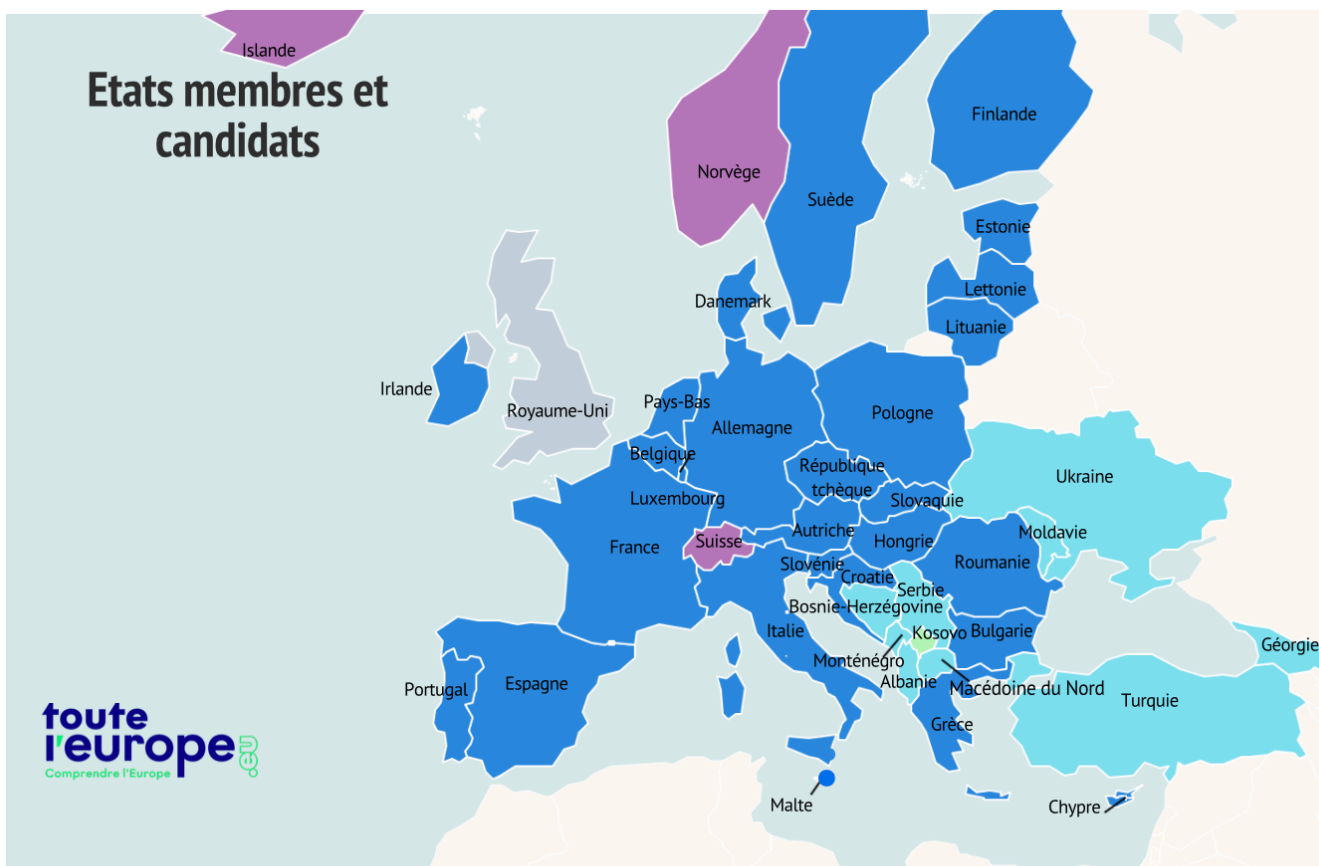 Islande
Etats membres et
candidats
Finlande
Norvège
Suède
Estonie
Lettonie
Danemark
Lituanie
Irlande
Royaume-Uni
Pays-Bas
Pologne
Allemagne
Belgique
République
tchèque
Ukraine
Luxembourg
Slovaquie
Autriche
Moldavie
Suisse
Hongrie
France
Roumanie
Slovénie
Croatie
Serbie
Bosnie-Herzégovine
Italie
Kosovo
Bulgarie
Géorgie
Monténégro
Albanie
Macédoine du Nord
Portugal
Espagne
Turquie
Grèce
toute
l'europe
.eu
Comprendre l'Europe
Malte
Chypre